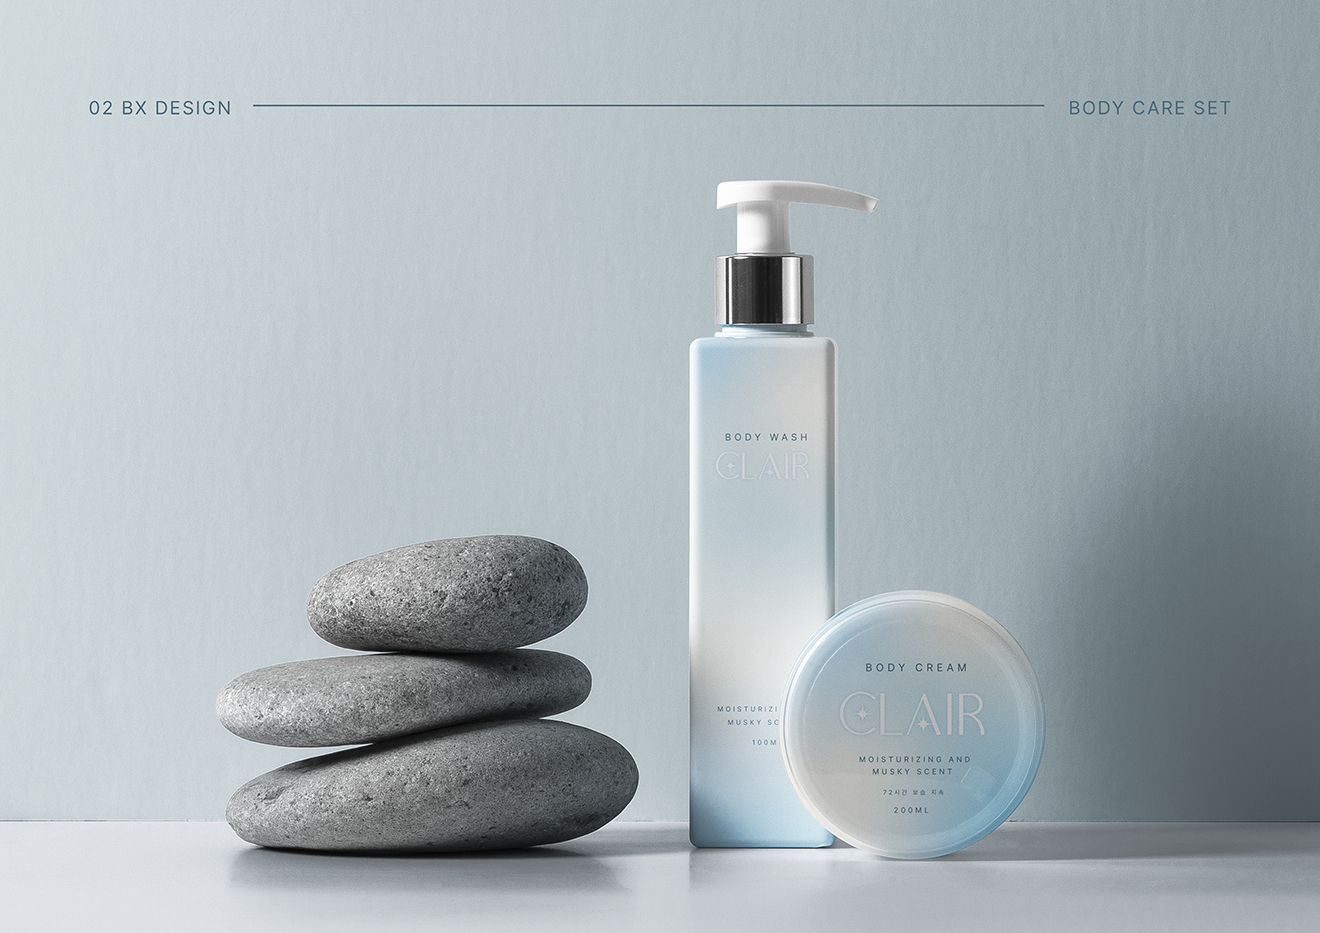 02 BX DESIGN
BODY CARE SET
BODY WASH
CLAIR
MUSKY
BODY CREAM
CLAIR
MOISTURIZING AND
MUSKY SCENT
72시간 보습 지속
200ML